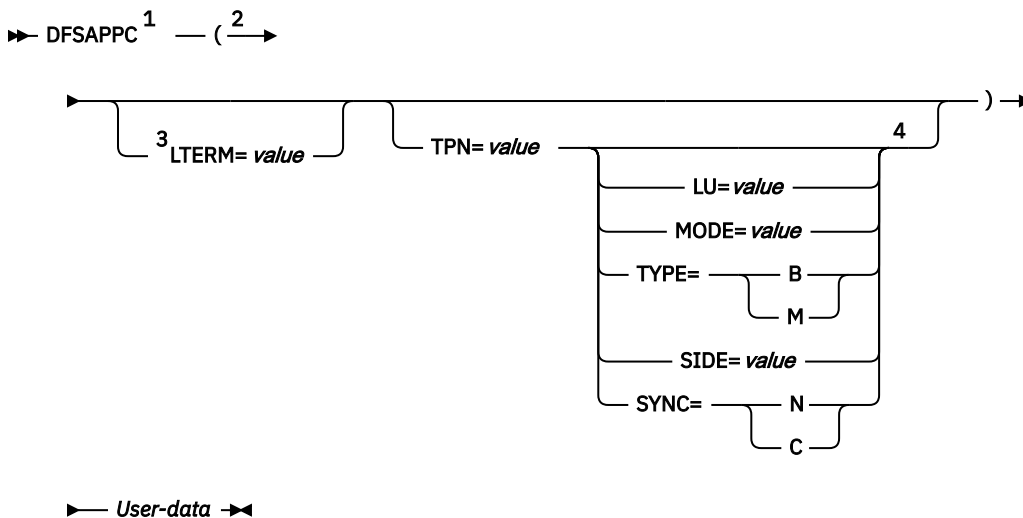 DFSAPPC 1 ( 2
)
3 LTERM= value
TPN= value
4
LU= value
MODE= value
TYPE= B
M
SIDE= value
SYNC= N
C
User-data